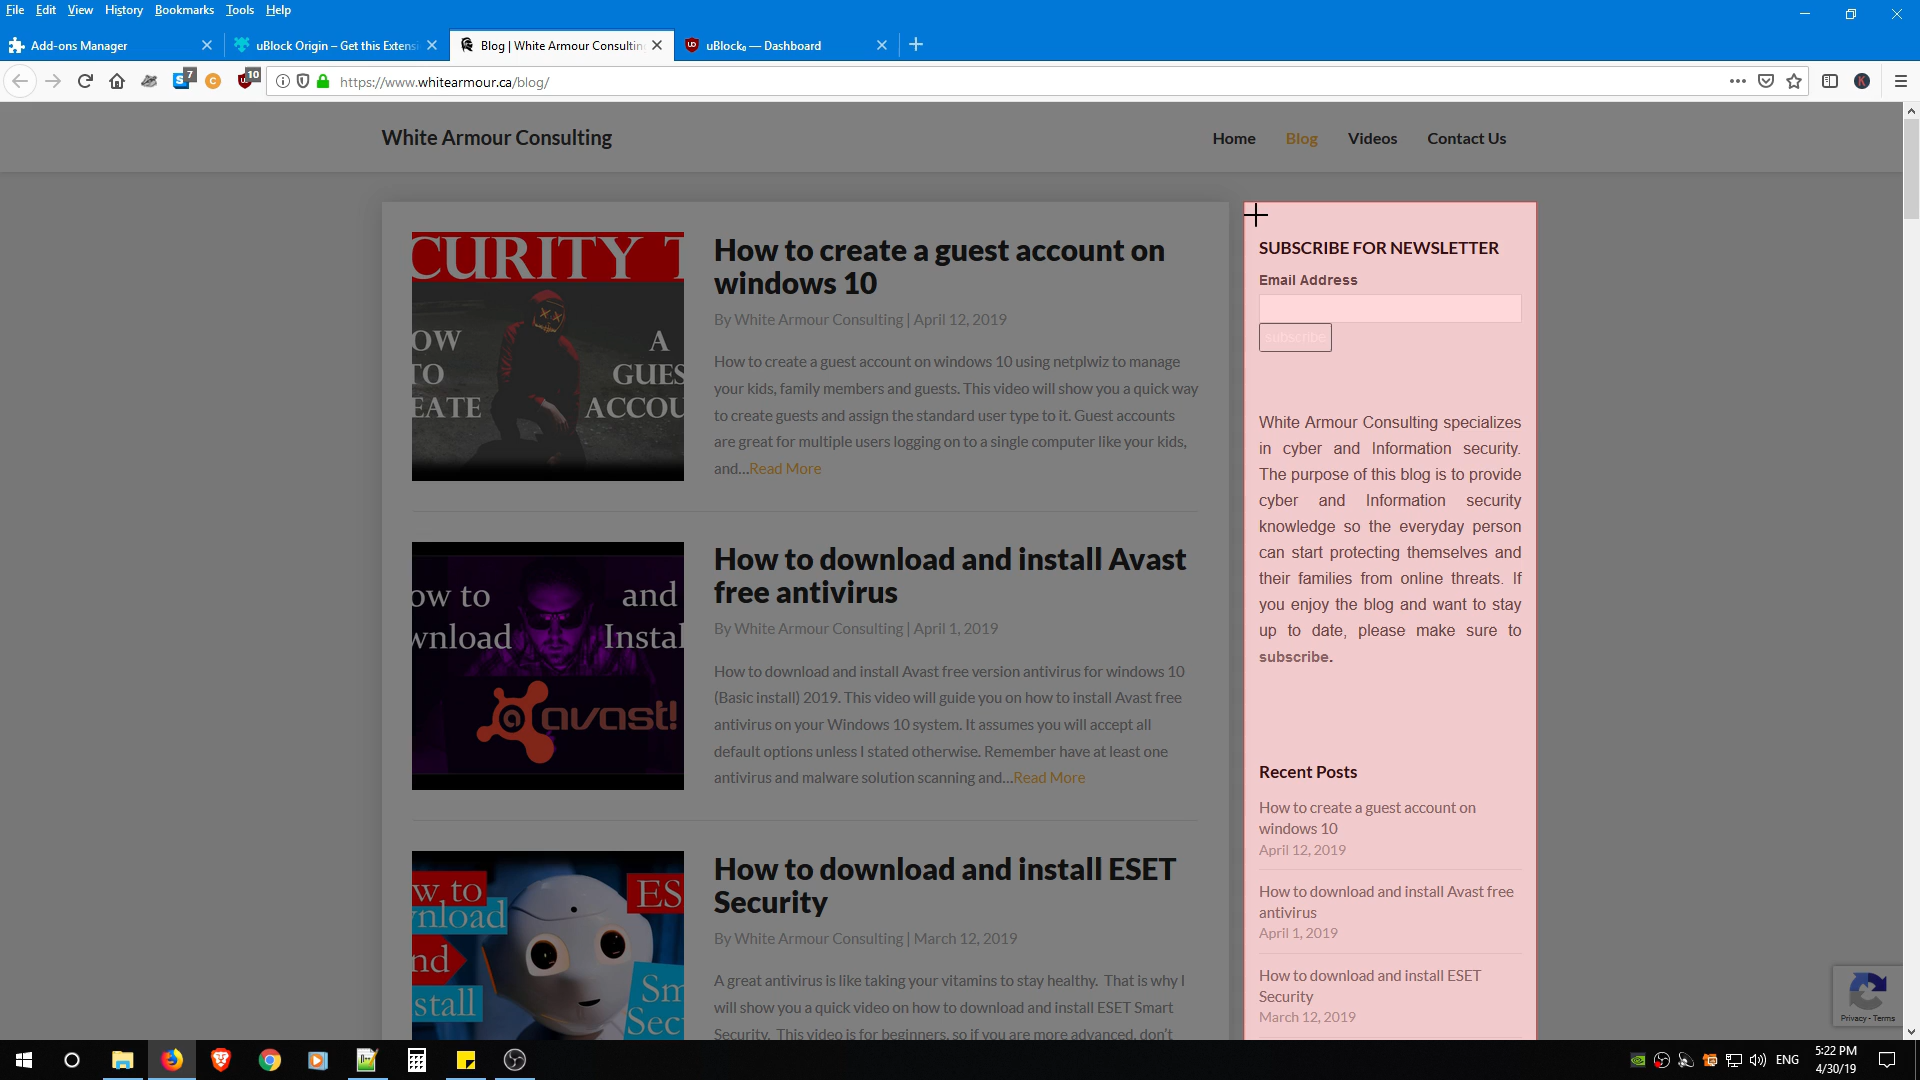 File Edit View History Bookmarks Tools Help
Add-ons Manager
uBlock Origin – Get this Extens
Blog | White Armour Consulting
uBlock₀ — Dashboard
7
C
10
https://www.whitearmour.ca/blog/
K
White Armour Consulting
Home Blog Videos Contact Us
CURITY T
OW
TO
EATE
A
GUES
ACCOU
How to create a guest account on
windows 10
By White Armour Consulting | April 12, 2019
How to create a guest account on windows 10 using netplwiz to manage
your kids, family members and guests. This video will show you a quick way
to create guests and assign the standard user type to it. Guest accounts
are great for multiple users logging on to a single computer like your kids,
and...Read More
ow to
wnload
and
Instal
avast!
How to download and install Avast
free antivirus
By White Armour Consulting | April 1, 2019
How to download and install Avast free version antivirus for windows 10
(Basic install) 2019. This video will guide you on how to install Avast free
antivirus on your Windows 10 system. It assumes you will accept all
default options unless I stated otherwise. Remember have at least one
antivirus and malware solution scanning and...Read More
w to
nload
nd
stall
ES
Sm
Sec
How to download and install ESET
Security
By White Armour Consulting | March 12, 2019
A great antivirus is like taking your vitamins to stay healthy. That is why I
will show you a quick video on how to download and install ESET Smart
Security. This video is for beginners, so if you are more advanced, don't
SUBSCRIBE FOR NEWSLETTER
Email Address
subscribe
White Armour Consulting specializes
in cyber and Information security.
The purpose of this blog is to provide
cyber and Information security
knowledge so the everyday person
can start protecting themselves and
their families from online threats. If
you enjoy the blog and want to stay
up to date, please make sure to
subscribe.
Recent Posts
How to create a guest account on
windows 10
April 12, 2019
How to download and install Avast free
antivirus
April 1, 2019
How to download and install ESET
Security
March 12, 2019
Privacy - Terms
ENG
5:22 PM
4/30/19